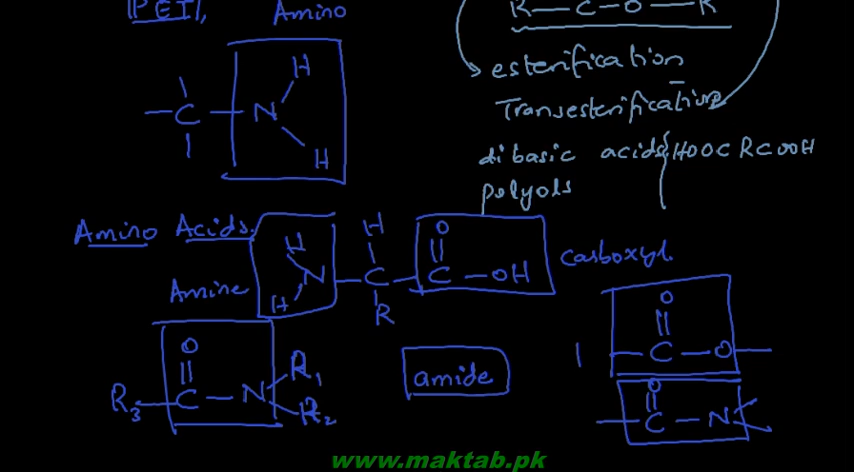 [PET], Amino
R — C — O — R
esterification
Transesterification
dibasic acids HOOC R COOH
polyols
H
— C — N
H
Amino Acids.
Amine
H
N — C — C — OH
H
H
R
O
Carboxyl.
O
R3 — C — N
R1
R2
amide
O
— C — O —
O
— C — N
www.maktab.pk